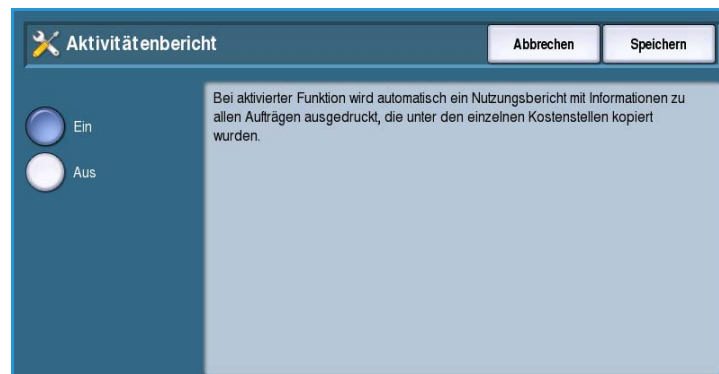 Aktivitätenbericht
Abbrechen
Speichern
Ein
Aus
Bei aktivierter Funktion wird automatisch ein Nutzungsbericht mit Informationen zu
allen Aufträgen ausgedruckt, die unter den einzelnen Kostenstellen kopiert
wurden.